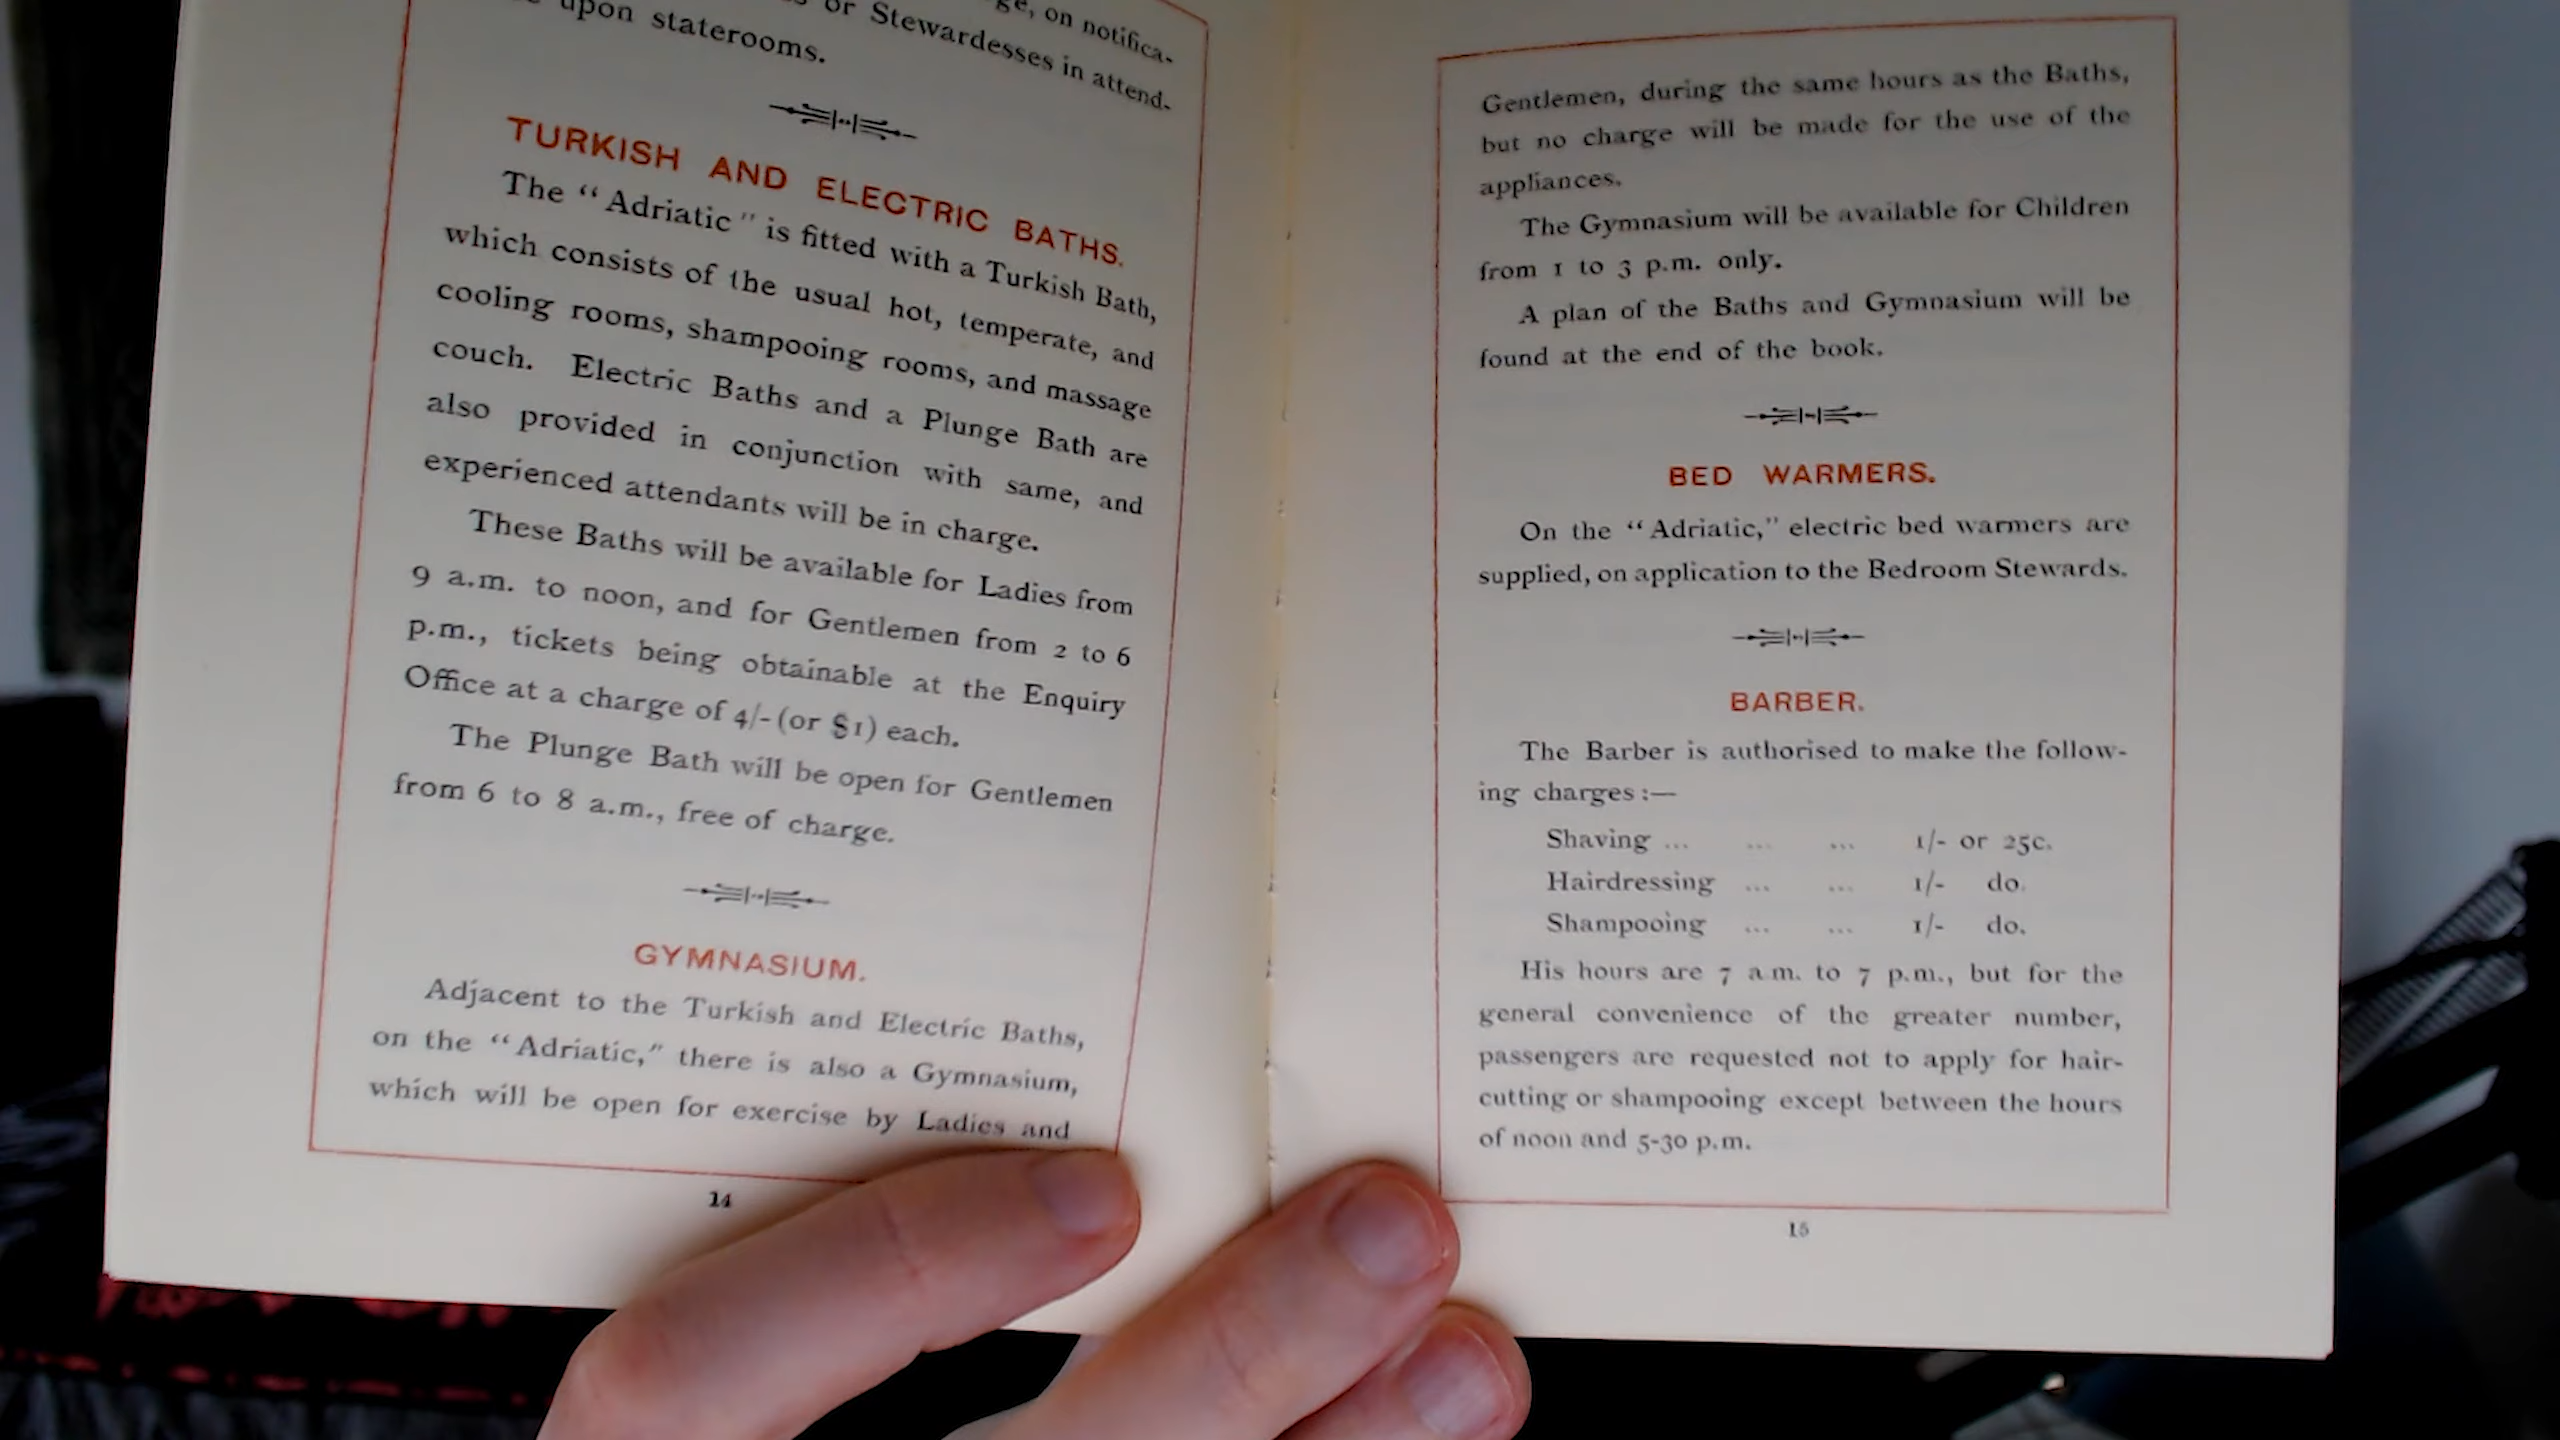 on notifica-
or Stewardesses in attend-
upon staterooms.
TURKISH AND ELECTRIC BATHS.
The “Adriatic” is fitted with a Turkish Bath,
which consists of the usual hot, temperate, and
cooling rooms, shampooing rooms, and massage
couch. Electric Baths and a Plunge Bath are
also provided in conjunction with same, and
experienced attendants will be in charge.
These Baths will be available for Ladies from
9 a.m. to noon, and for Gentlemen from 2 to 6
p.m., tickets being obtainable at the Enquiry
Office at a charge of 4/- (or $1) each.
The Plunge Bath will be open for Gentlemen
from 6 to 8 a.m., free of charge.
GYMNASIUM.
Adjacent to the Turkish and Electric Baths,
on the “Adriatic,” there is also a Gymnasium,
which will be open for exercise by Ladies and
14
Gentlemen, during the same hours as the Baths,
but no charge will be made for the use of the
appliances.
The Gymnasium will be available for Children
from 1 to 3 p.m. only.
A plan of the Baths and Gymnasium will be
found at the end of the book.
BED WARMERS.
On the “Adriatic,” electric bed warmers are
supplied, on application to the Bedroom Stewards.
BARBER.
The Barber is authorised to make the follow-
ing charges :—
Shaving ... ... ... 1/- or 25c.
Hairdressing ... ... 1/- do.
Shampooing ... ... 1/- do.
His hours are 7 a.m. to 7 p.m., but for the
general convenience of the greater number,
passengers are requested not to apply for hair-
cutting or shampooing except between the hours
of noon and 5-30 p.m.
15